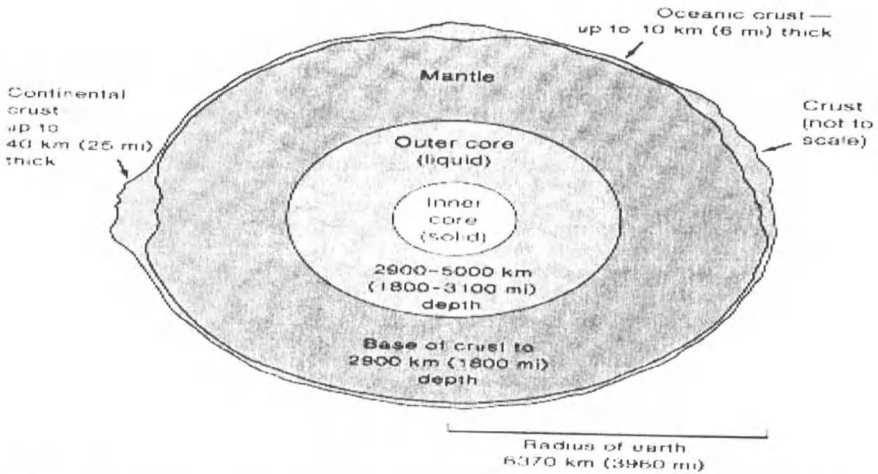 Oceanic crust—
up to 10 km (6 mi) thick
Continental
crust
up to
40 km (25 mi)
thick
Mantle
Crust
(not to
scale)
Outer core
(liquid)
Inner
core
(solid)
2900–5000 km
(1800–3100 mi)
depth
Base of crust to
2900 km (1800 mi)
depth
Radius of earth
6370 km (3960 mi)